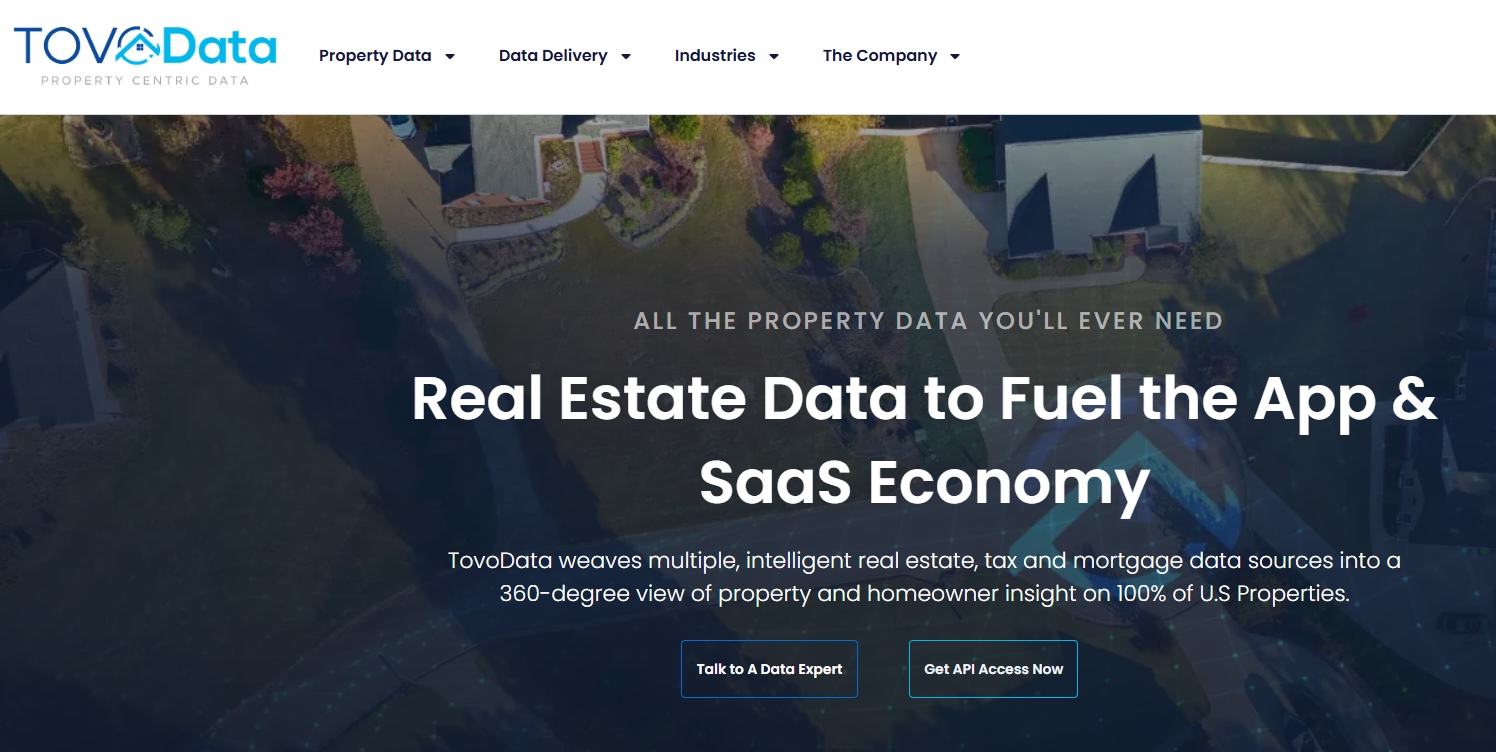 TOVODATA
PROPERTY CENTRIC DATA
Property Data
Data Delivery
Industries
The Company
ALL THE PROPERTY DATA YOU'LL EVER NEED
Real Estate Data to Fuel the App &
SaaS Economy
TovoData weaves multiple, intelligent real estate, tax and mortgage data sources into a
360-degree view of property and homeowner insight on 100% of U.S Properties.
Talk to A Data Expert
Get API Access Now